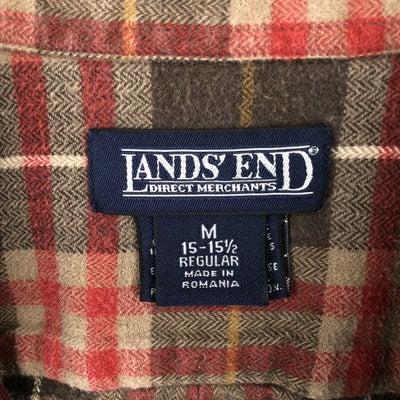 LANDS' END®
DIRECT MERCHANTS
M
15-15½
REGULAR
MADE IN
ROMANIA